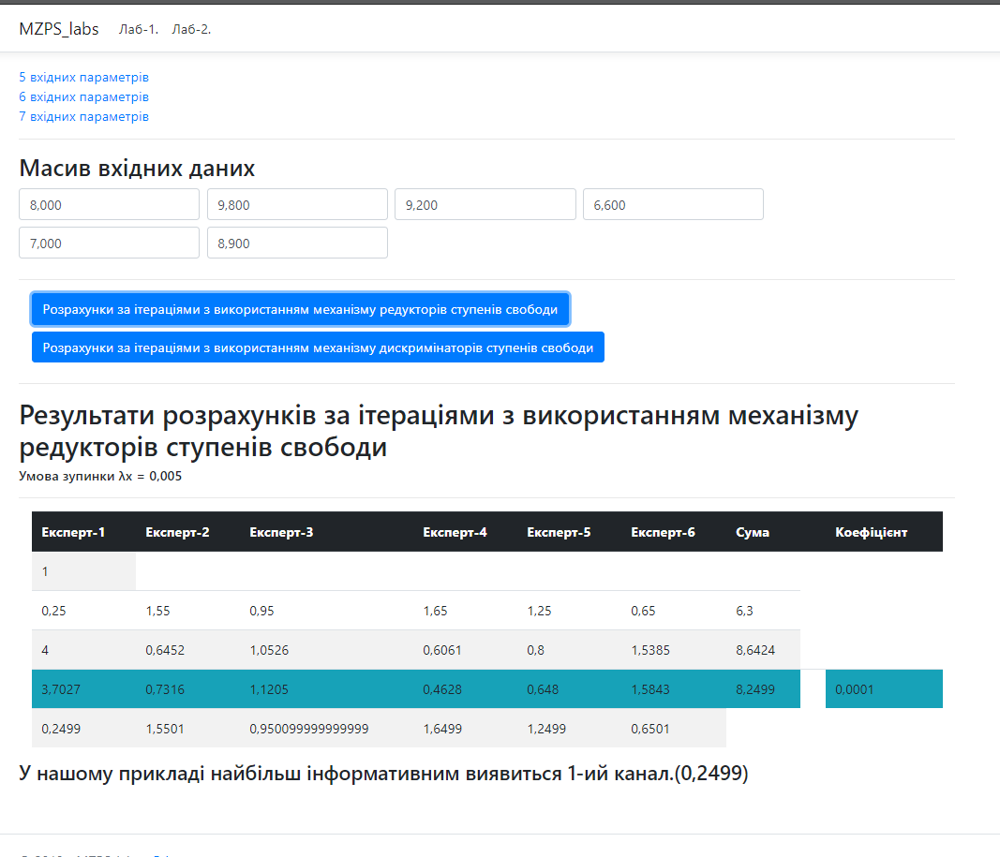 MZPS_labs Лаб-1. Лаб-2.
5 вхідних параметрів
6 вхідних параметрів
7 вхідних параметрів
Масив вхідних даних
8,000 9,800 9,200 6,600
7,000 8,900
Розрахунки за ітераціями з використанням механізму редукторів ступенів свободи
Розрахунки за ітераціями з використанням механізму дискримінаторів ступенів свободи
Результати розрахунків за ітераціями з використанням механізму
редукторів ступенів свободи
Умова зупинки λx = 0,005
Експерт-1 Експерт-2 Експерт-3 Експерт-4 Експерт-5 Експерт-6 Сума Коефіцієнт
1
0,25 1,55 0,95 1,65 1,25 0,65 6,3
4 0,6452 1,0526 0,6061 0,8 1,5385 8,6424
3,7027 0,7316 1,1205 0,4628 0,648 1,5843 8,2499 0,0001
0,2499 1,5501 0,950099999999999 1,6499 1,2499 0,6501
У нашому прикладі найбільш інформативним виявиться 1-ий канал.(0,2499)